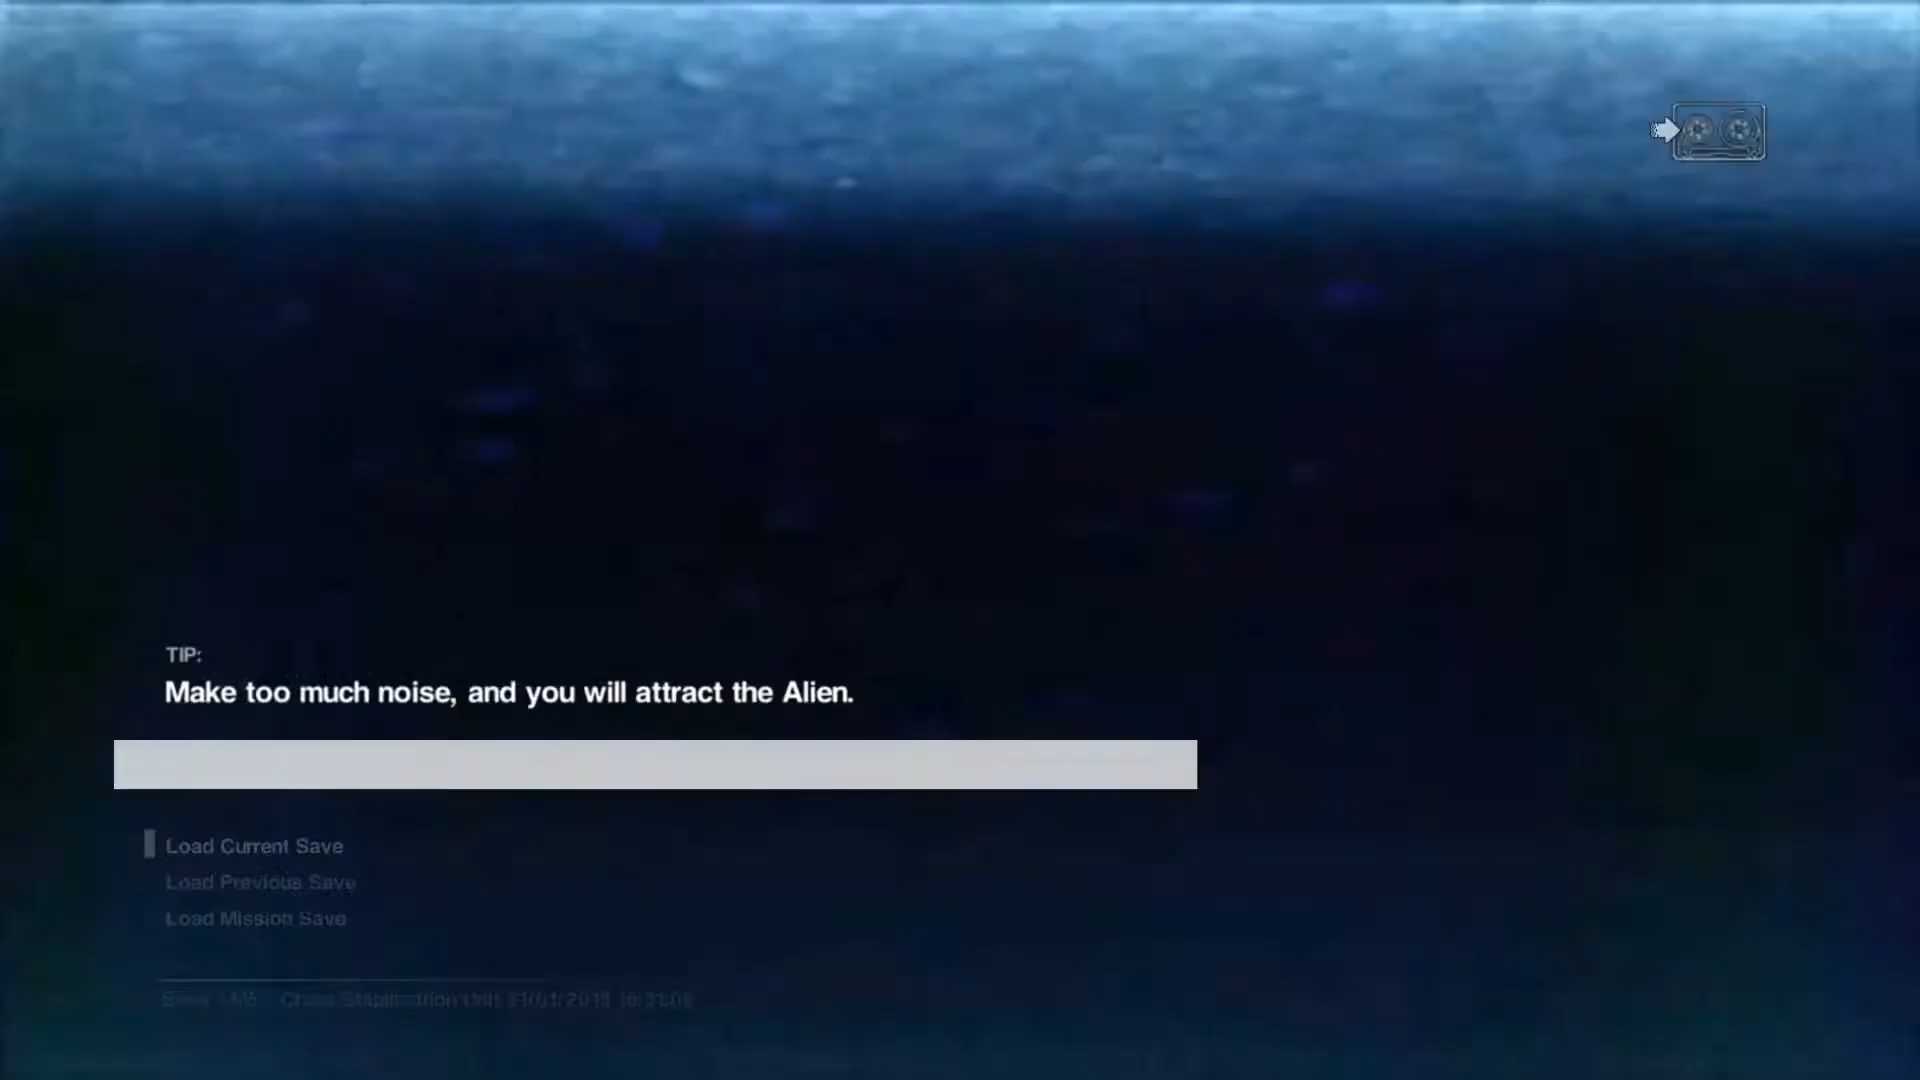 TIP:
Make too much noise, and you will attract the Alien.
Load Current Save
Load Previous Save
Load Mission Save